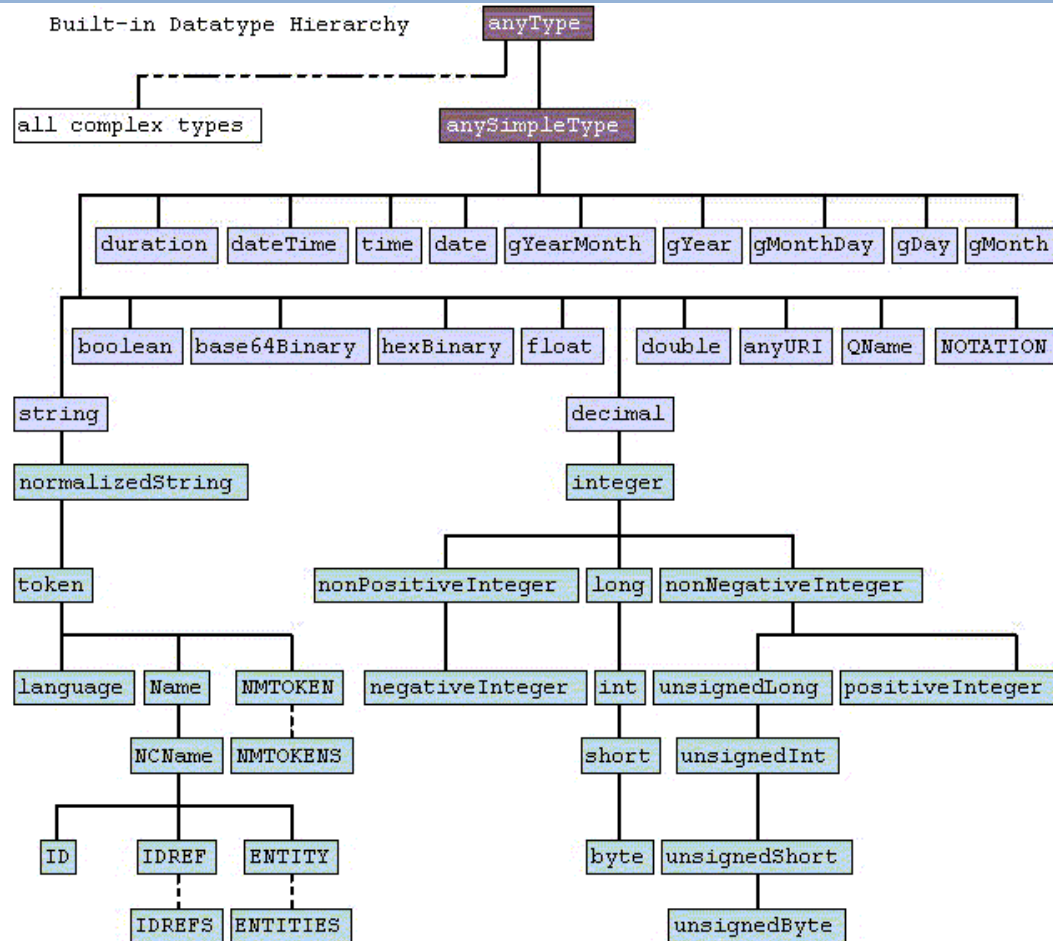 Built-in Datatype Hierarchy anyType
all complex types anySimpleType
duration dateTime time date gYearMonth gYear gMonthDay gDay gMonth
boolean base64Binary hexBinary float double anyURI QName NOTATION
string decimal
normalizedString integer
token nonPositiveInteger long nonNegativeInteger
language Name NMTOKEN negativeInteger int unsignedLong positiveInteger
NCName NMTOKENS short unsignedInt
ID IDREF ENTITY byte unsignedShort
IDREFS ENTITIES unsignedByte